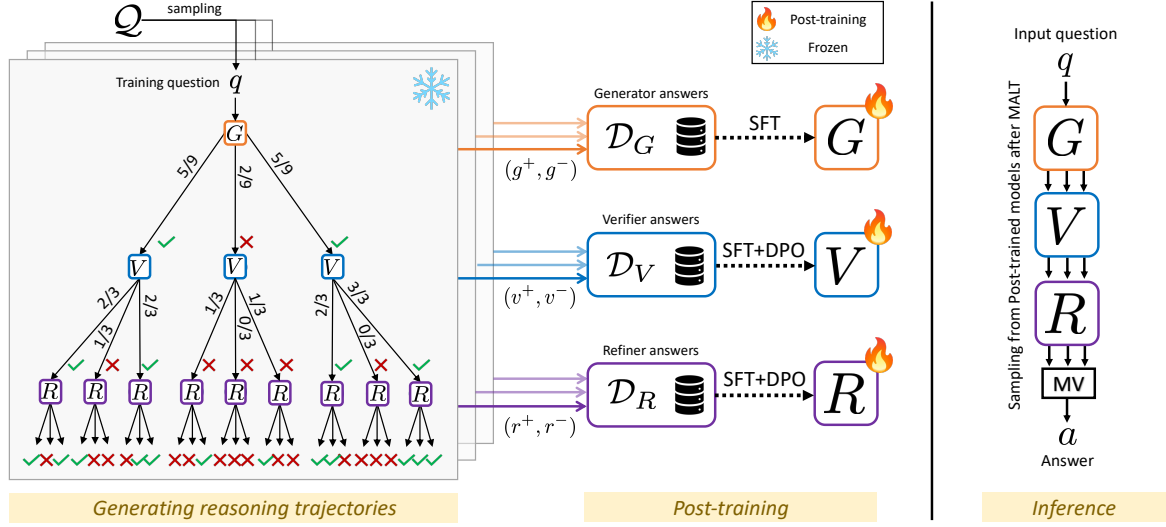 Q
sampling
Training question
q
G
5/9
2/9
5/9
V
V
V
2/3
1/3
2/3
1/3
0/3
1/3
2/3
0/3
3/3
R
R
R
R
R
R
R
R
R
Generating reasoning trajectories
Post-training
Frozen
Generator answers
D_G
SFT
G
(g⁺, g⁻)
Verifier answers
D_V
SFT+DPO
V
(v⁺, v⁻)
Refiner answers
D_R
SFT+DPO
R
(r⁺, r⁻)
Post-training
Sampling from Post-trained models after MALT
Input question
q
G
V
R
MV
a
Answer
Inference